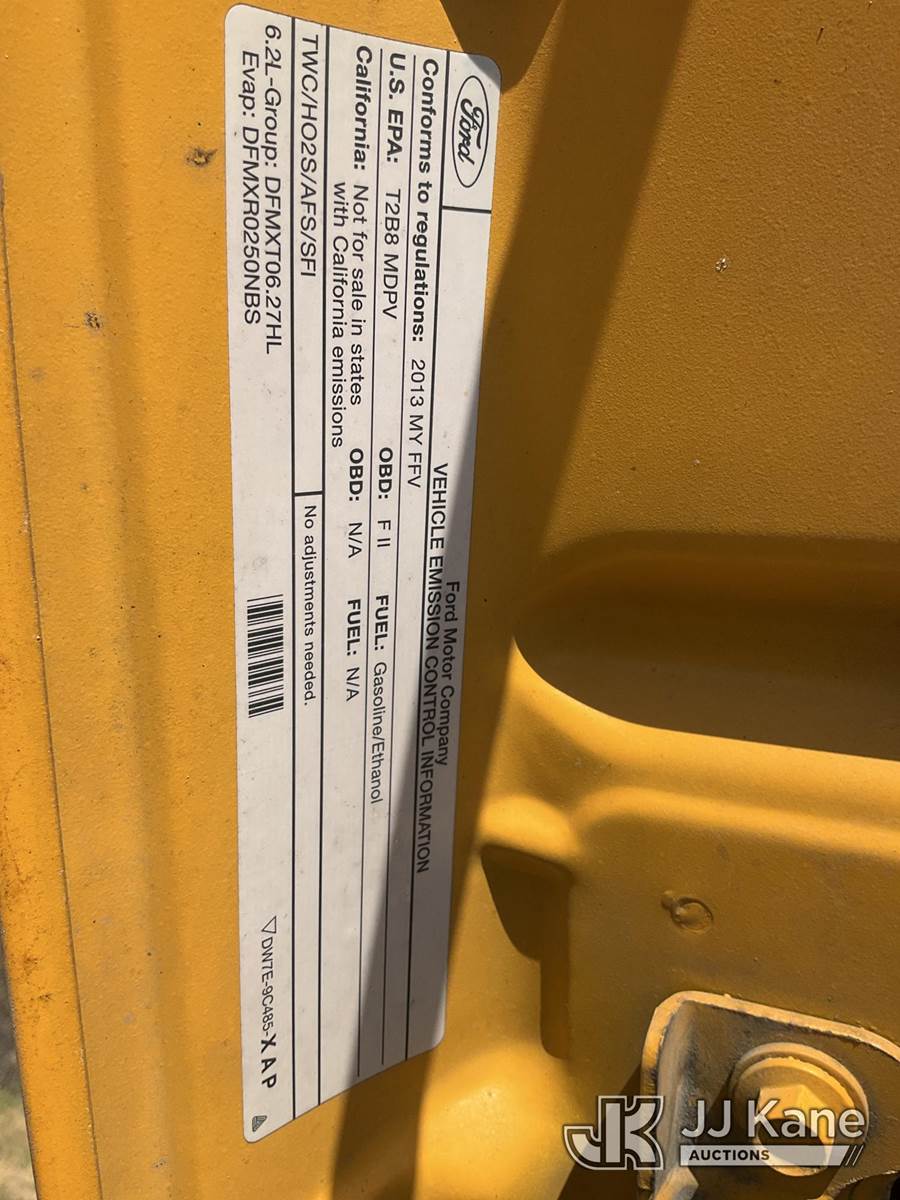 Ford
Ford Motor Company
VEHICLE EMISSION CONTROL INFORMATION
Conforms to regulations: 2013 MY FFV
U.S. EPA: T2B8 MDPV OBD: F II FUEL: Gasoline/Ethanol
California: Not for sale in states OBD: N/A FUEL: N/A
with California emissions
TWC/HO2S/AFS/SFI No adjustments needed.
6.2L-Group: DFMXT06.27HL
Evap: DFMXR0250NBS
DW7E-9C485-XAP
JK JJ Kane
AUCTIONS